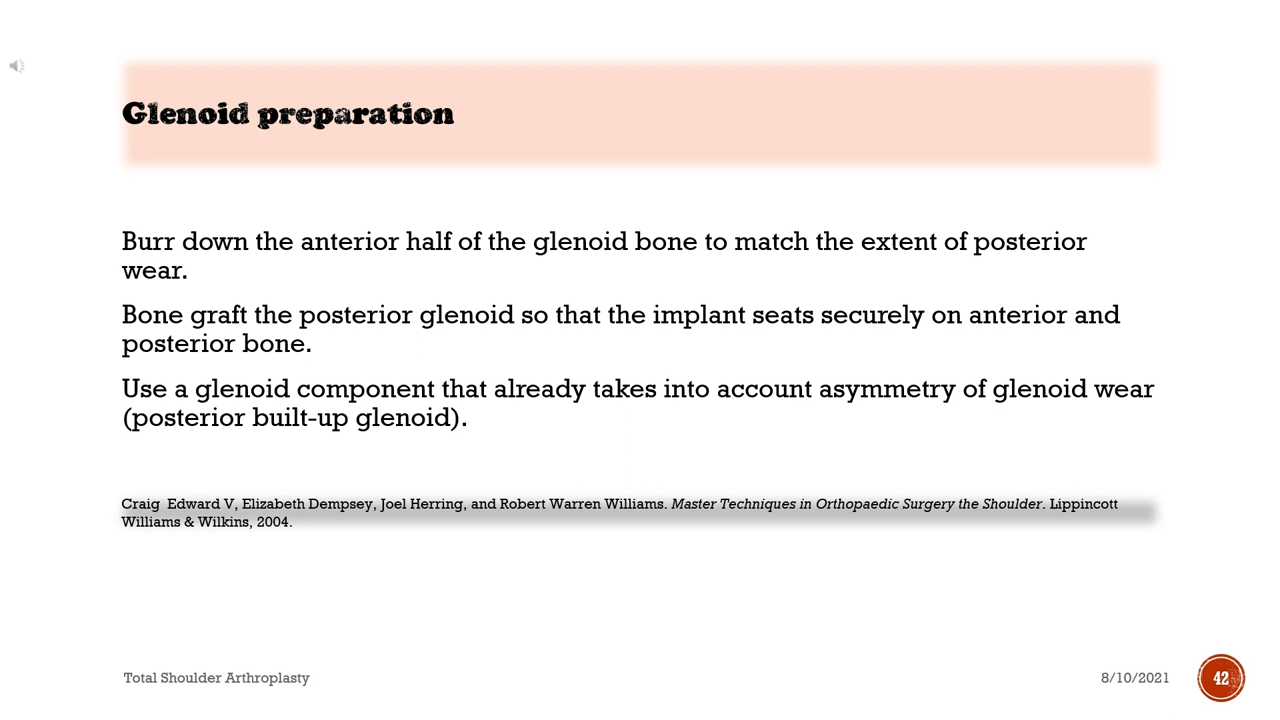 Glenoid preparation
Burr down the anterior half of the glenoid bone to match the extent of posterior
wear.
Bone graft the posterior glenoid so that the implant seats securely on anterior and
posterior bone.
Use a glenoid component that already takes into account asymmetry of glenoid wear
(posterior built-up glenoid).
Craig  Edward V, Elizabeth Dempsey, Joel Herring, and Robert Warren Williams. Master Techniques in Orthopaedic Surgery the Shoulder. Lippincott
Williams & Wilkins, 2004.
Total Shoulder Arthroplasty
8/10/2021
42